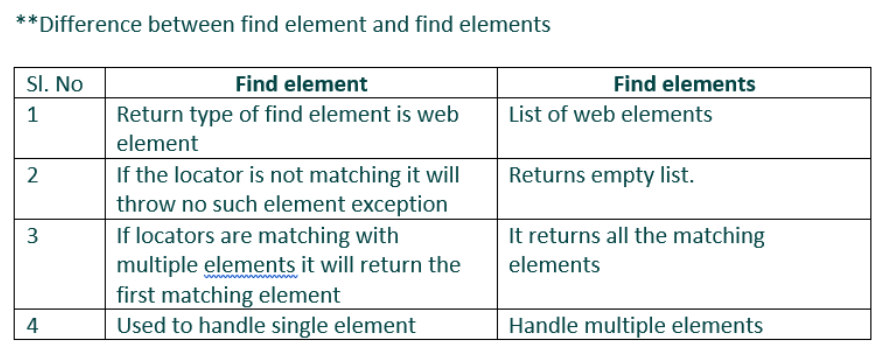 **Difference between find element and find elements
Sl. No Find element Find elements
1 Return type of find element is web List of web elements
element
2 If the locator is not matching it will Returns empty list.
throw no such element exception
3 If locators are matching with It returns all the matching
multiple elements it will return the elements
first matching element
4 Used to handle single element Handle multiple elements